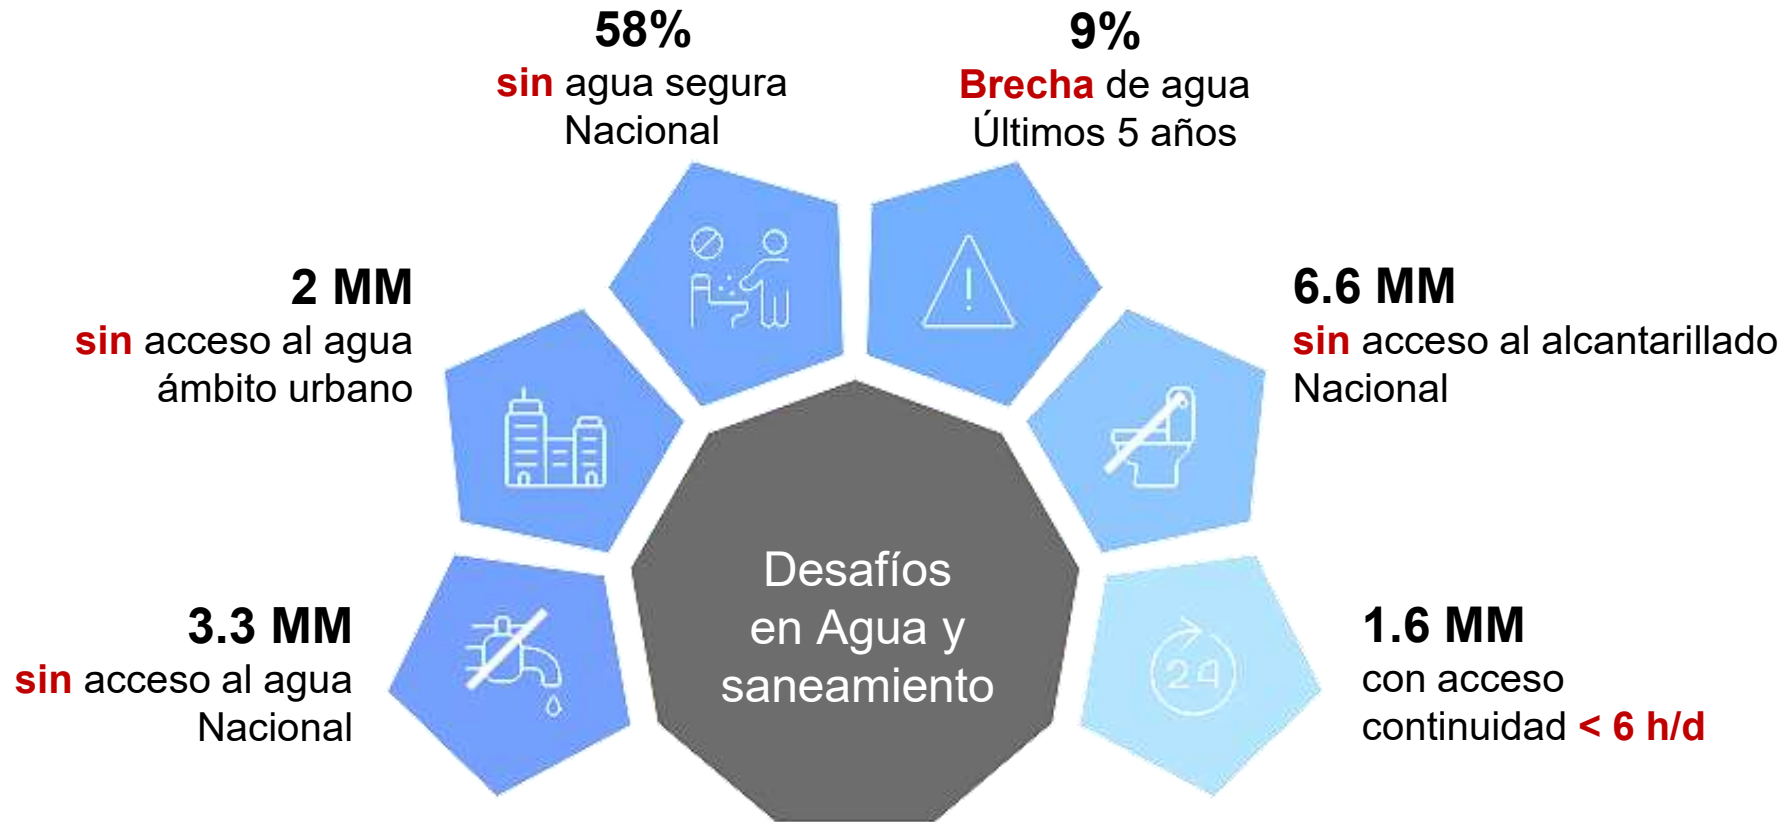 58%
sin agua segura
Nacional
9%
Brecha de agua
Últimos 5 años
2 MM
sin acceso al agua
ámbito urbano
6.6 MM
sin acceso al alcantarillado
Nacional
3.3 MM
sin acceso al agua
Nacional
Desafíos
en Agua y
saneamiento
24
1.6 MM
con acceso
continuidad < 6 h/d